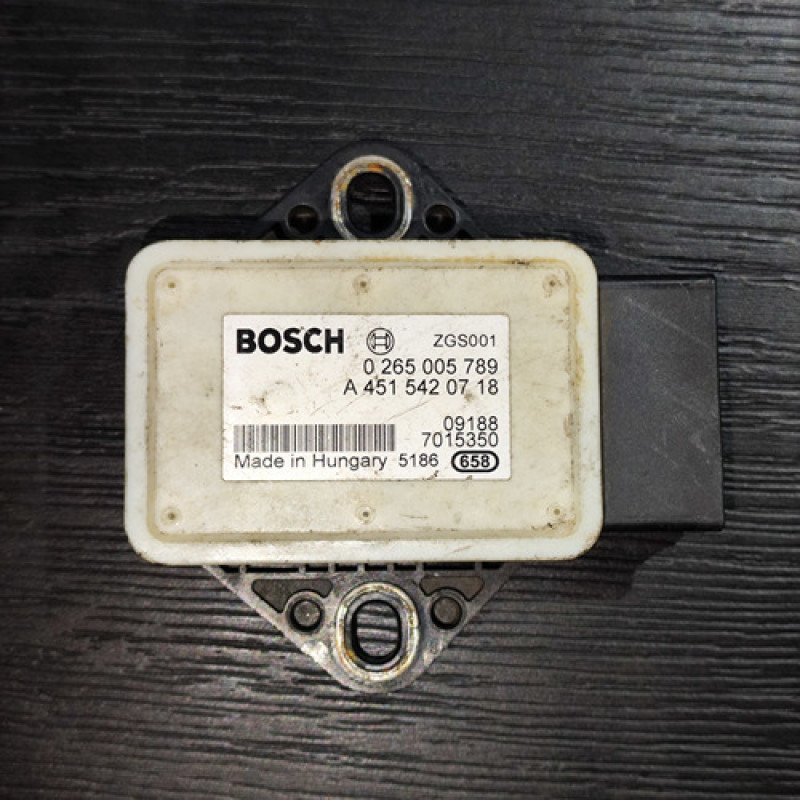 BOSCH ZGS001
0 265 005 789
A 451 542 07 18
09188
7015350
Made in Hungary 5186 658